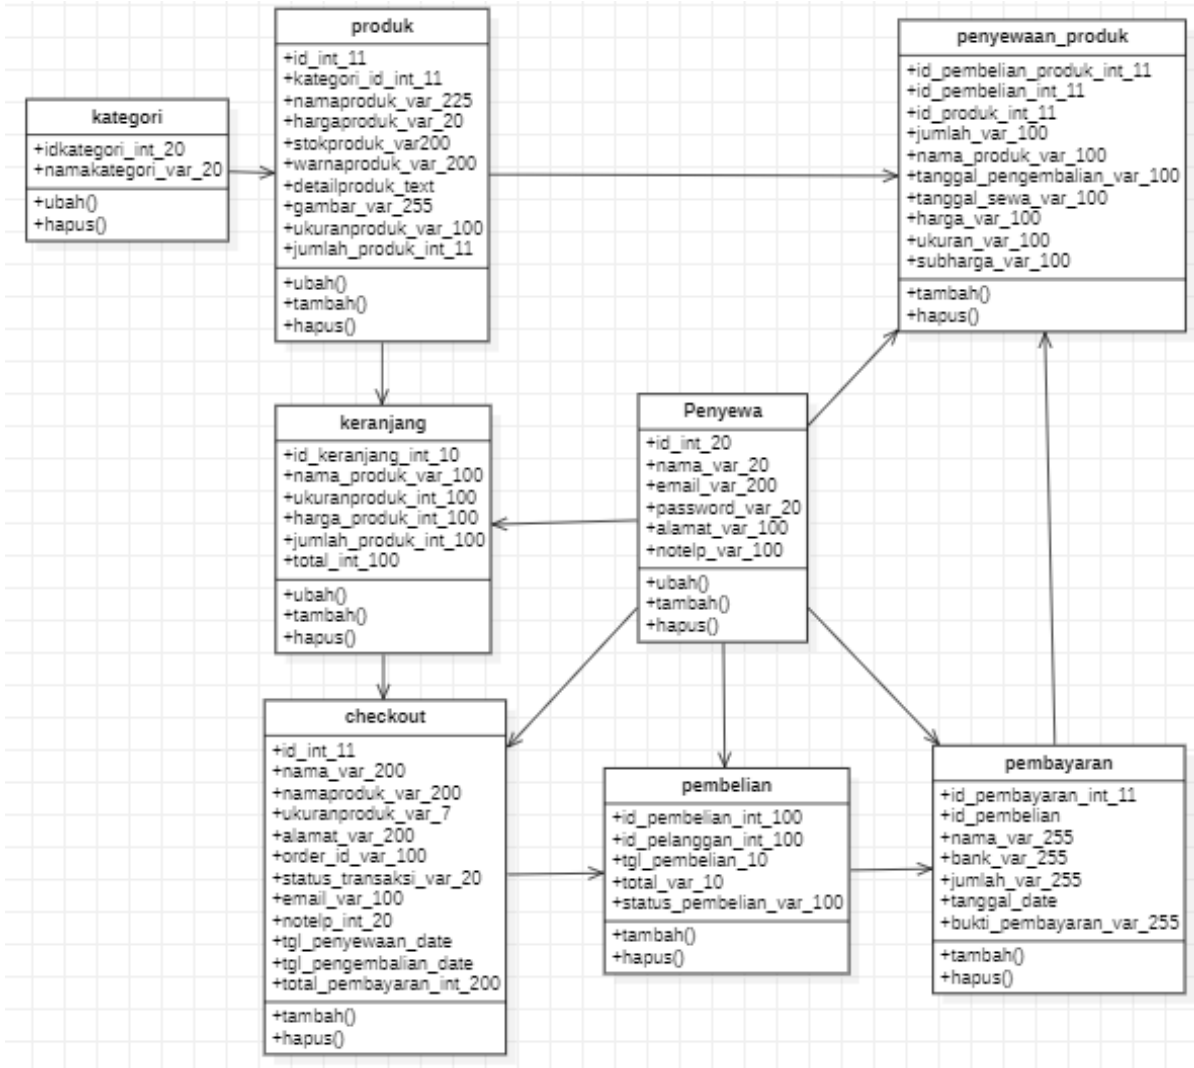 produk
+id_int_11
+kategori_id_int_11
+namaproduk_var_225
+hargaproduk_var_20
+stokproduk_var200
+warnaproduk_var_200
+detailproduk_text
+gambar_var_255
+ukuranproduk_var_100
+jumlah_produk_int_11
+ubah()
+tambah()
+hapus()
penyewaan_produk
+id_pembelian_produk_int_11
+id_pembelian_int_11
+id_produk_int_11
+jumlah_var_100
+nama_produk_var_100
+tanggal_pengembalian_var_100
+tanggal_sewa_var_100
+harga_var_100
+ukuran_var_100
+subharga_var_100
+tambah()
+hapus()
kategori
+idkategori_int_20
+namakategori_var_20
+ubah()
+hapus()
keranjang
+id_keranjang_int_10
+nama_produk_var_100
+ukuranproduk_int_100
+harga_produk_int_100
+jumlah_produk_int_100
+total_int_100
+ubah()
+tambah()
+hapus()
Penyewa
+id_int_20
+nama_var_20
+email_var_200
+password_var_20
+alamat_var_100
+notelp_var_100
+ubah()
+tambah()
+hapus()
checkout
+id_int_11
+nama_var_200
+namaproduk_var_200
+ukuranproduk_var_7
+alamat_var_200
+order_id_var_100
+status_transaksi_var_20
+email_var_100
+notelp_int_20
+tgl_penyewaan_date
+tgl_pengembalian_date
+total_pembayaran_int_200
+tambah()
+hapus()
pembelian
+id_pembelian_int_100
+id_pelanggan_int_100
+tgl_pembelian_10
+total_var_10
+status_pembelian_var_100
+tambah()
+hapus()
pembayaran
+id_pembayaran_int_11
+id_pembelian
+nama_var_255
+bank_var_255
+jumlah_var_255
+tanggal_date
+bukti_pembayaran_var_255
+tambah()
+hapus()